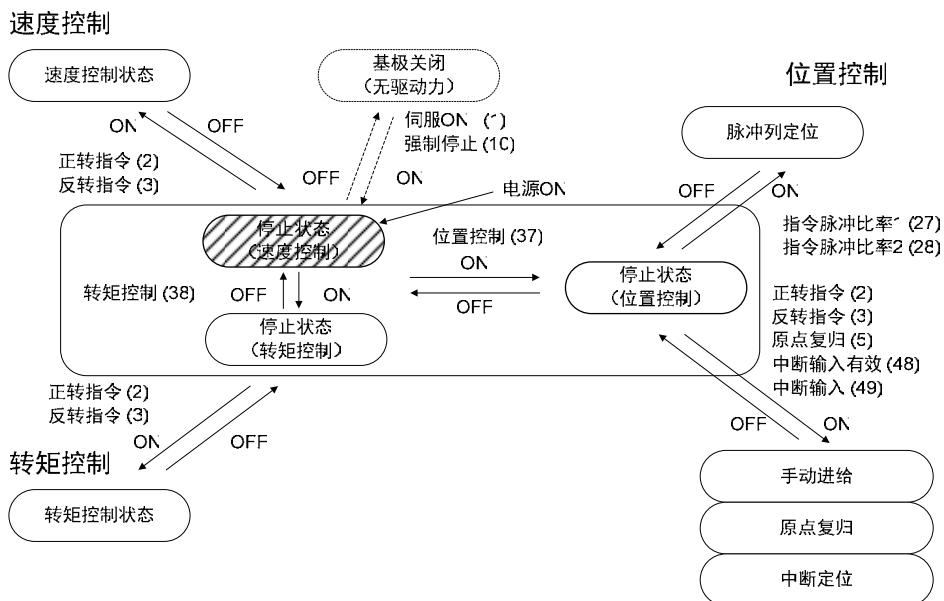 速度控制
速度控制状态
基极关闭
（无驱动力）
位置控制
脉冲列定位
ON
OFF
伺服ON （1）
强制停止 (10)
正转指令 (2)
反转指令 (3)
OFF
ON
电源ON
OFF
ON
指令脉冲比率1 (27)
指令脉冲比率2 (28)
停止状态
（速度控制）
位置控制 (37)
ON
OFF
停止状态
（位置控制）
转矩控制 (38)
OFF
ON
停止状态
（转矩控制）
正转指令 (2)
反转指令 (3)
原点复归 (5)
中断输入有效 (48)
中断输入 (49)
正转指令 (2)
反转指令 (3)
ON
OFF
OFF
ON
转矩控制
转矩控制状态
手动进给
原点复归
中断定位